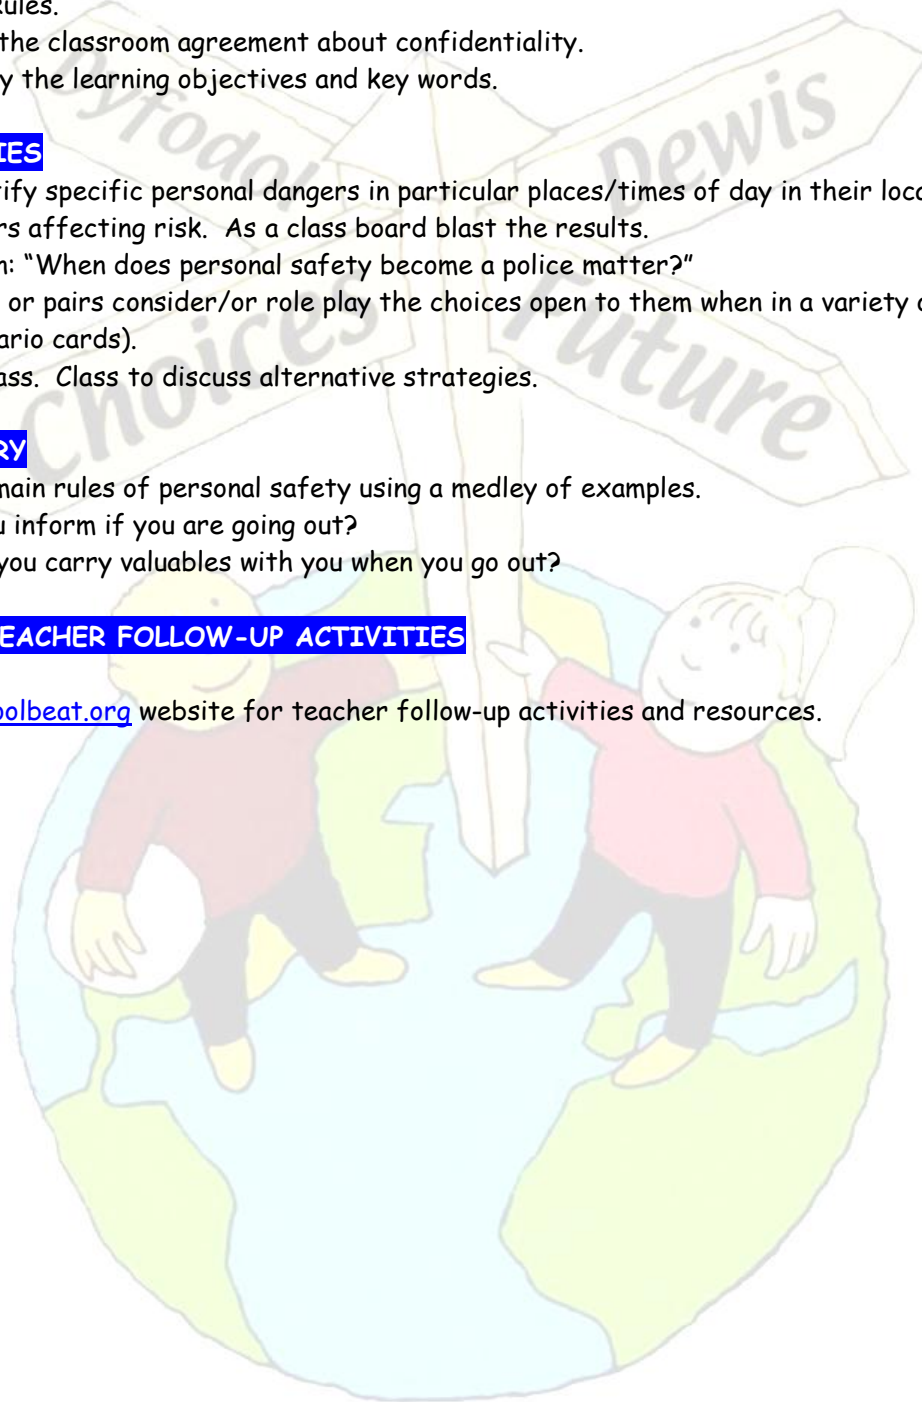 Rules.
the classroom agreement about confidentiality.
y the learning objectives and key words.
IES
tify specific personal dangers in particular places/times of day in their loca
rs affecting risk. As a class board blast the results.
n: “When does personal safety become a police matter?”
or pairs consider/or role play the choices open to them when in a variety o
ario cards).
ass. Class to discuss alternative strategies.
RY
main rules of personal safety using a medley of examples.
u inform if you are going out?
you carry valuables with you when you go out?
EACHER FOLLOW-UP ACTIVITIES
oolbeat.org website for teacher follow-up activities and resources.
Dyfodol
Dewis
Choices
Future